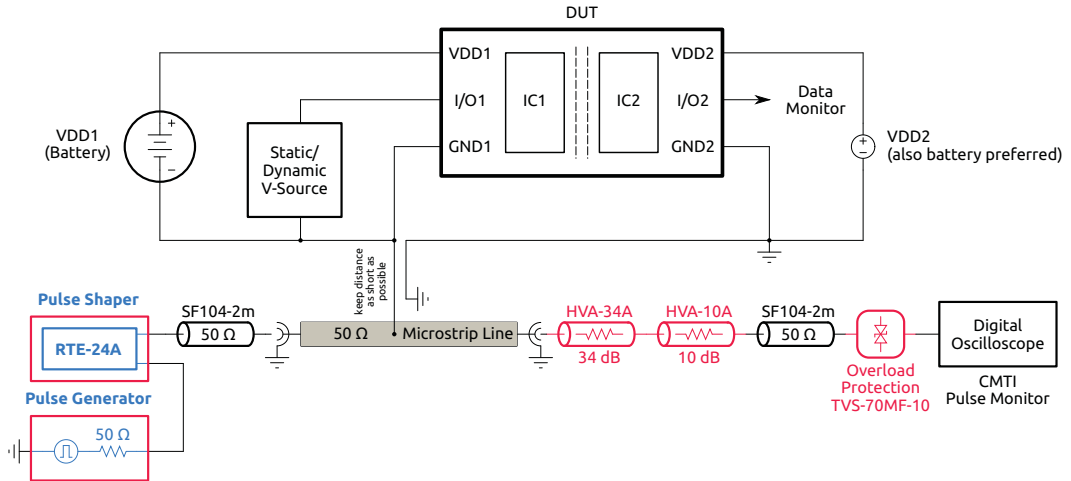 DUT
VDD1
VDD2
I/O1
IC1
IC2
I/O2
GND1
GND2
Data
Monitor
VDD1
(Battery)
+
−
Static/
Dynamic
V-Source
+
−
VDD2
(also battery preferred)
keep distance
as short as
possible
Pulse Shaper
RTE-24A
SF104-2m
50 Ω
50 Ω
Microstrip Line
HVA-34A
34 dB
HVA-10A
10 dB
SF104-2m
50 Ω
Overload
Protection
TVS-70MF-10
Digital
Oscilloscope
CMTI
Pulse Monitor
Pulse Generator
50 Ω